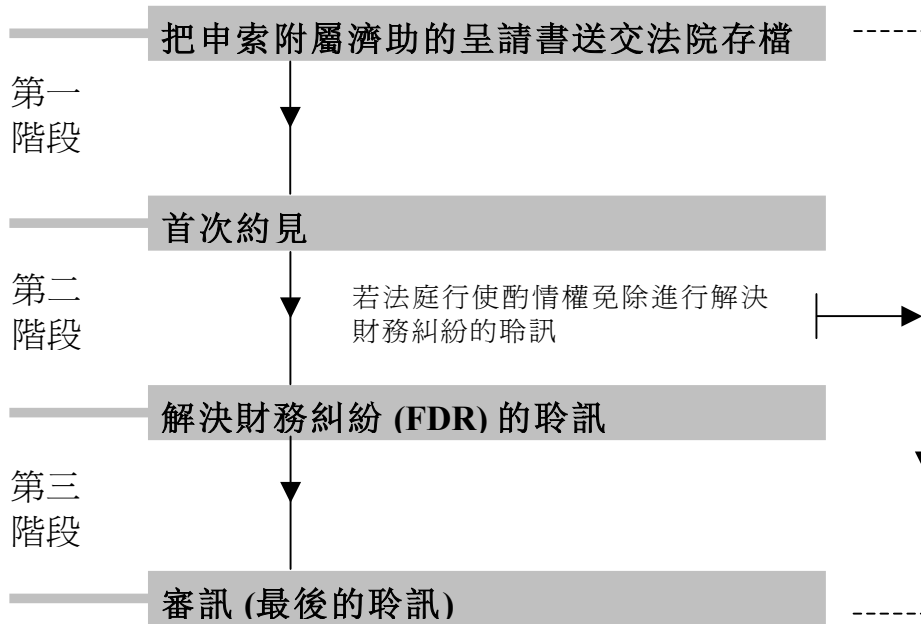 把申索附屬濟助的呈請書送交法院存檔
第一
階段
首次約見
第二
階段
若法庭行使酌情權免除進行解決
財務糾紛的聆訊
解決財務糾紛 (FDR) 的聆訊
第三
階段
審訊 (最後的聆訊)